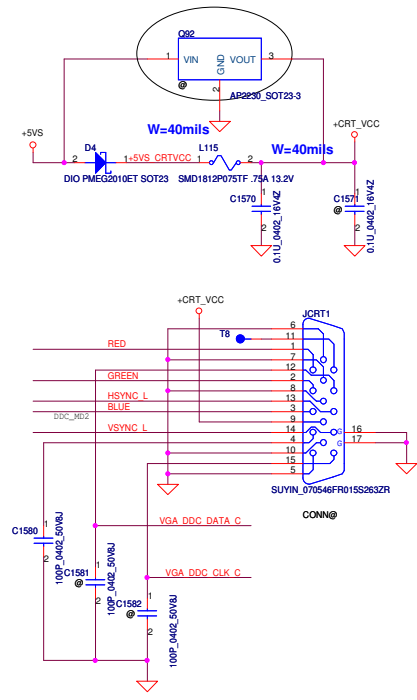 Q92
1 VIN VOUT 3
GND
@
2
AP2230_SOT23-3
+5VS
W=40mils
W=40mils
+CRT_VCC
D4
L115
2 1 +5VS_CRTVCC 1 2
DIO PMEG2010ET SOT23
SMD1812P075TF .75A 13.2V
C1570
1
2
0.1U_0402_16V4Z
C1571
@
1
2
0.1U_0402_16V4Z
+CRT_VCC
JCRT1
T8
6
11
RED
1
7
12
GREEN
2
8
HSYNC_L
13
BLUE
3
DDC_MD2
9
VSYNC_L
14
G 16
4
G 17
10
15
5
SUYIN_070546FR015S263ZR
CONN@
C1580
1
2
100P_0402_50V8J
VGA_DDC_DATA_C
C1581
@
1
2
100P_0402_50V8J
VGA_DDC_CLK_C
C1582
@
1
2
100P_0402_50V8J